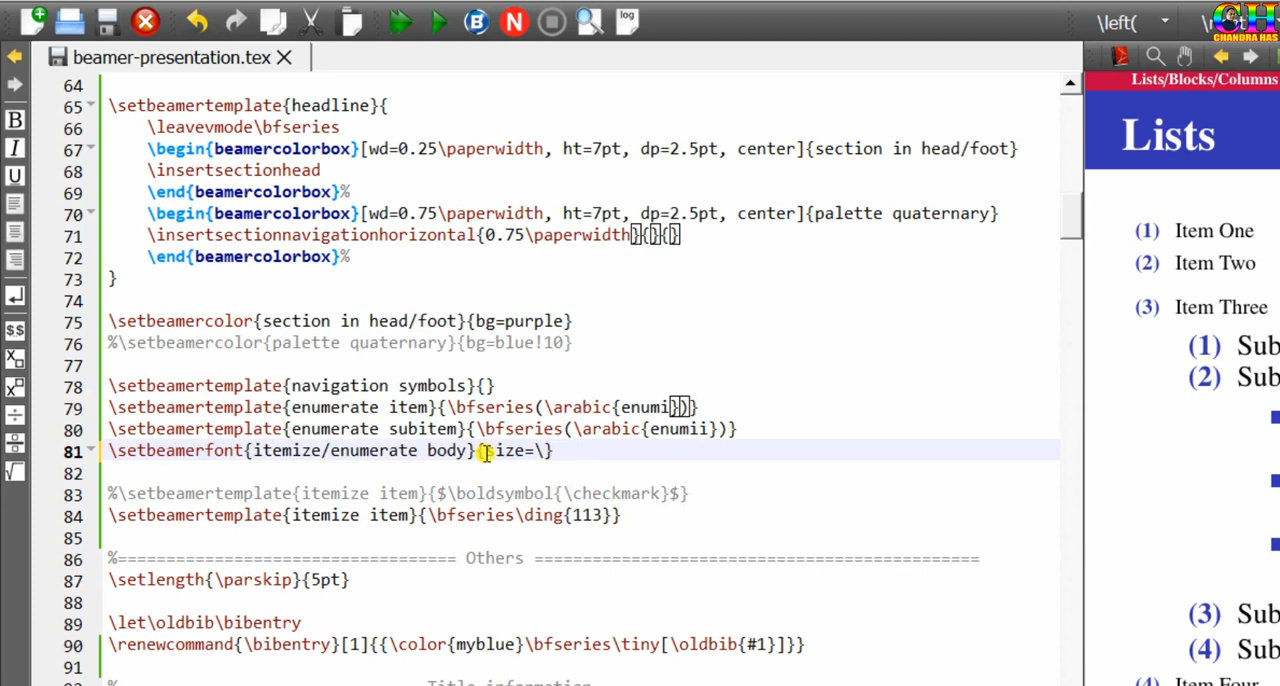 log
\left(
CH
CHANDRA HAS
beamer-presentation.tex
Lists/Blocks/Columns
64
65 \setbeamertemplate{headline}{
66 \leavevmode\bfseries
67 \begin{beamercolorbox}[wd=0.25\paperwidth, ht=7pt, dp=2.5pt, center]{section in head/foot}
68 \insertsectionhead
69 \end{beamercolorbox}%
70 \begin{beamercolorbox}[wd=0.75\paperwidth, ht=7pt, dp=2.5pt, center]{palette quaternary}
71 \insertsectionnavigationhorizontal{0.75\paperwidth}{}{}
72 \end{beamercolorbox}%
73 }
74
75 \setbeamercolor{section in head/foot}{bg=purple}
76 %\setbeamercolor{palette quaternary}{bg=blue!10}
77
78 \setbeamertemplate{navigation symbols}{}
79 \setbeamertemplate{enumerate item}{\bfseries(\arabic{enumi})}
80 \setbeamertemplate{enumerate subitem}{\bfseries(\arabic{enumii})}
81 \setbeamerfont{itemize/enumerate body}{size=\}
82
83 %\setbeamertemplate{itemize item}{$\boldsymbol{\checkmark}$}
84 \setbeamertemplate{itemize item}{\bfseries\ding{113}}
85
86 %================================== Others =========================================
87 \setlength{\parskip}{5pt}
88
89 \let\oldbib\bibentry
90 \renewcommand{\bibentry}[1]{{\color{myblue}\bfseries\tiny[\oldbib{#1}]}}
91
Title information
Lists
(1) Item One
(2) Item Two
(3) Item Three
(1) Sub
(2) Sub
(3) Sub
(4) Sub
(4) Item Four
B
I
U
$$
B
N